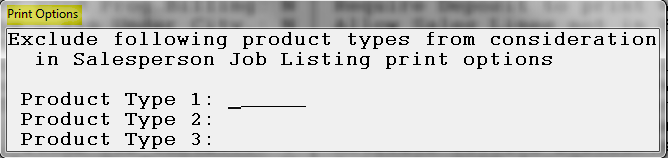 Print Options
Exclude following product types from consideration
in Salesperson Job Listing print options
Product Type 1: _______
Product Type 2:
Product Type 3: